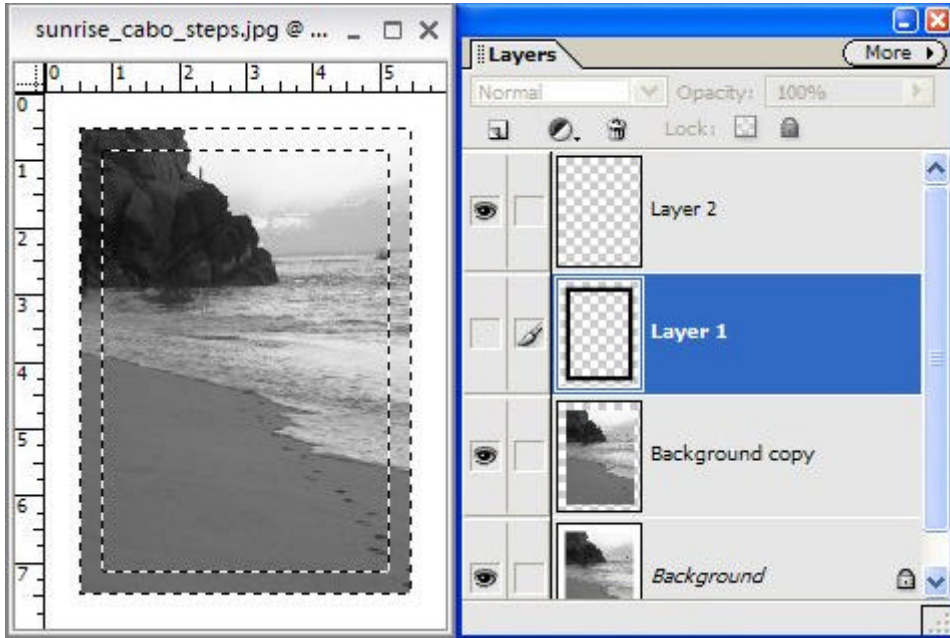 sunrise_cabo_steps.jpg @ ...
0 1 2 3 4 5
0
1
2
3
4
5
6
7
Layers
More
Normal
Opacity: 100%
Lock:
Layer 2
Layer 1
Background copy
Background